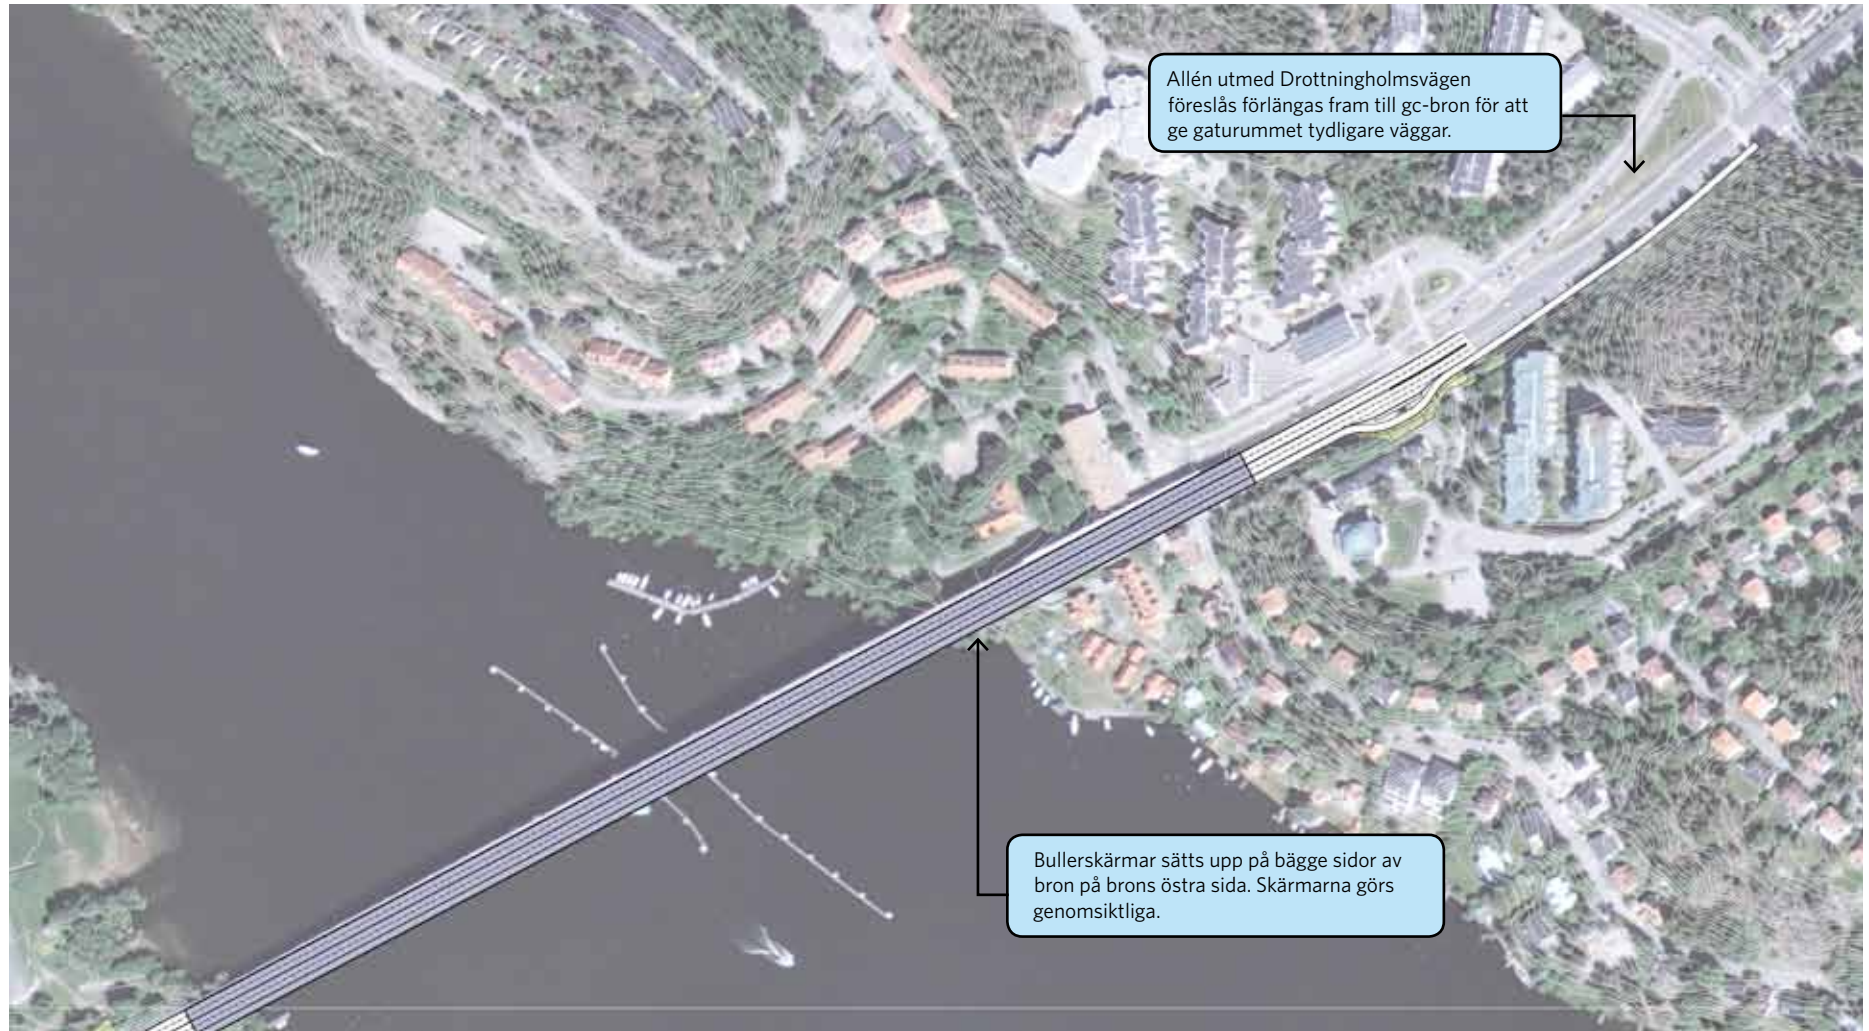 Allén utmed Drottningholmsvägen
föreslås förlängas fram till gc-bron för att
ge gaturummet tydligare väggar.
Bullerskärmar sätts upp på bägge sidor av
bron på brons östra sida. Skärmarna görs
genomsiktliga.